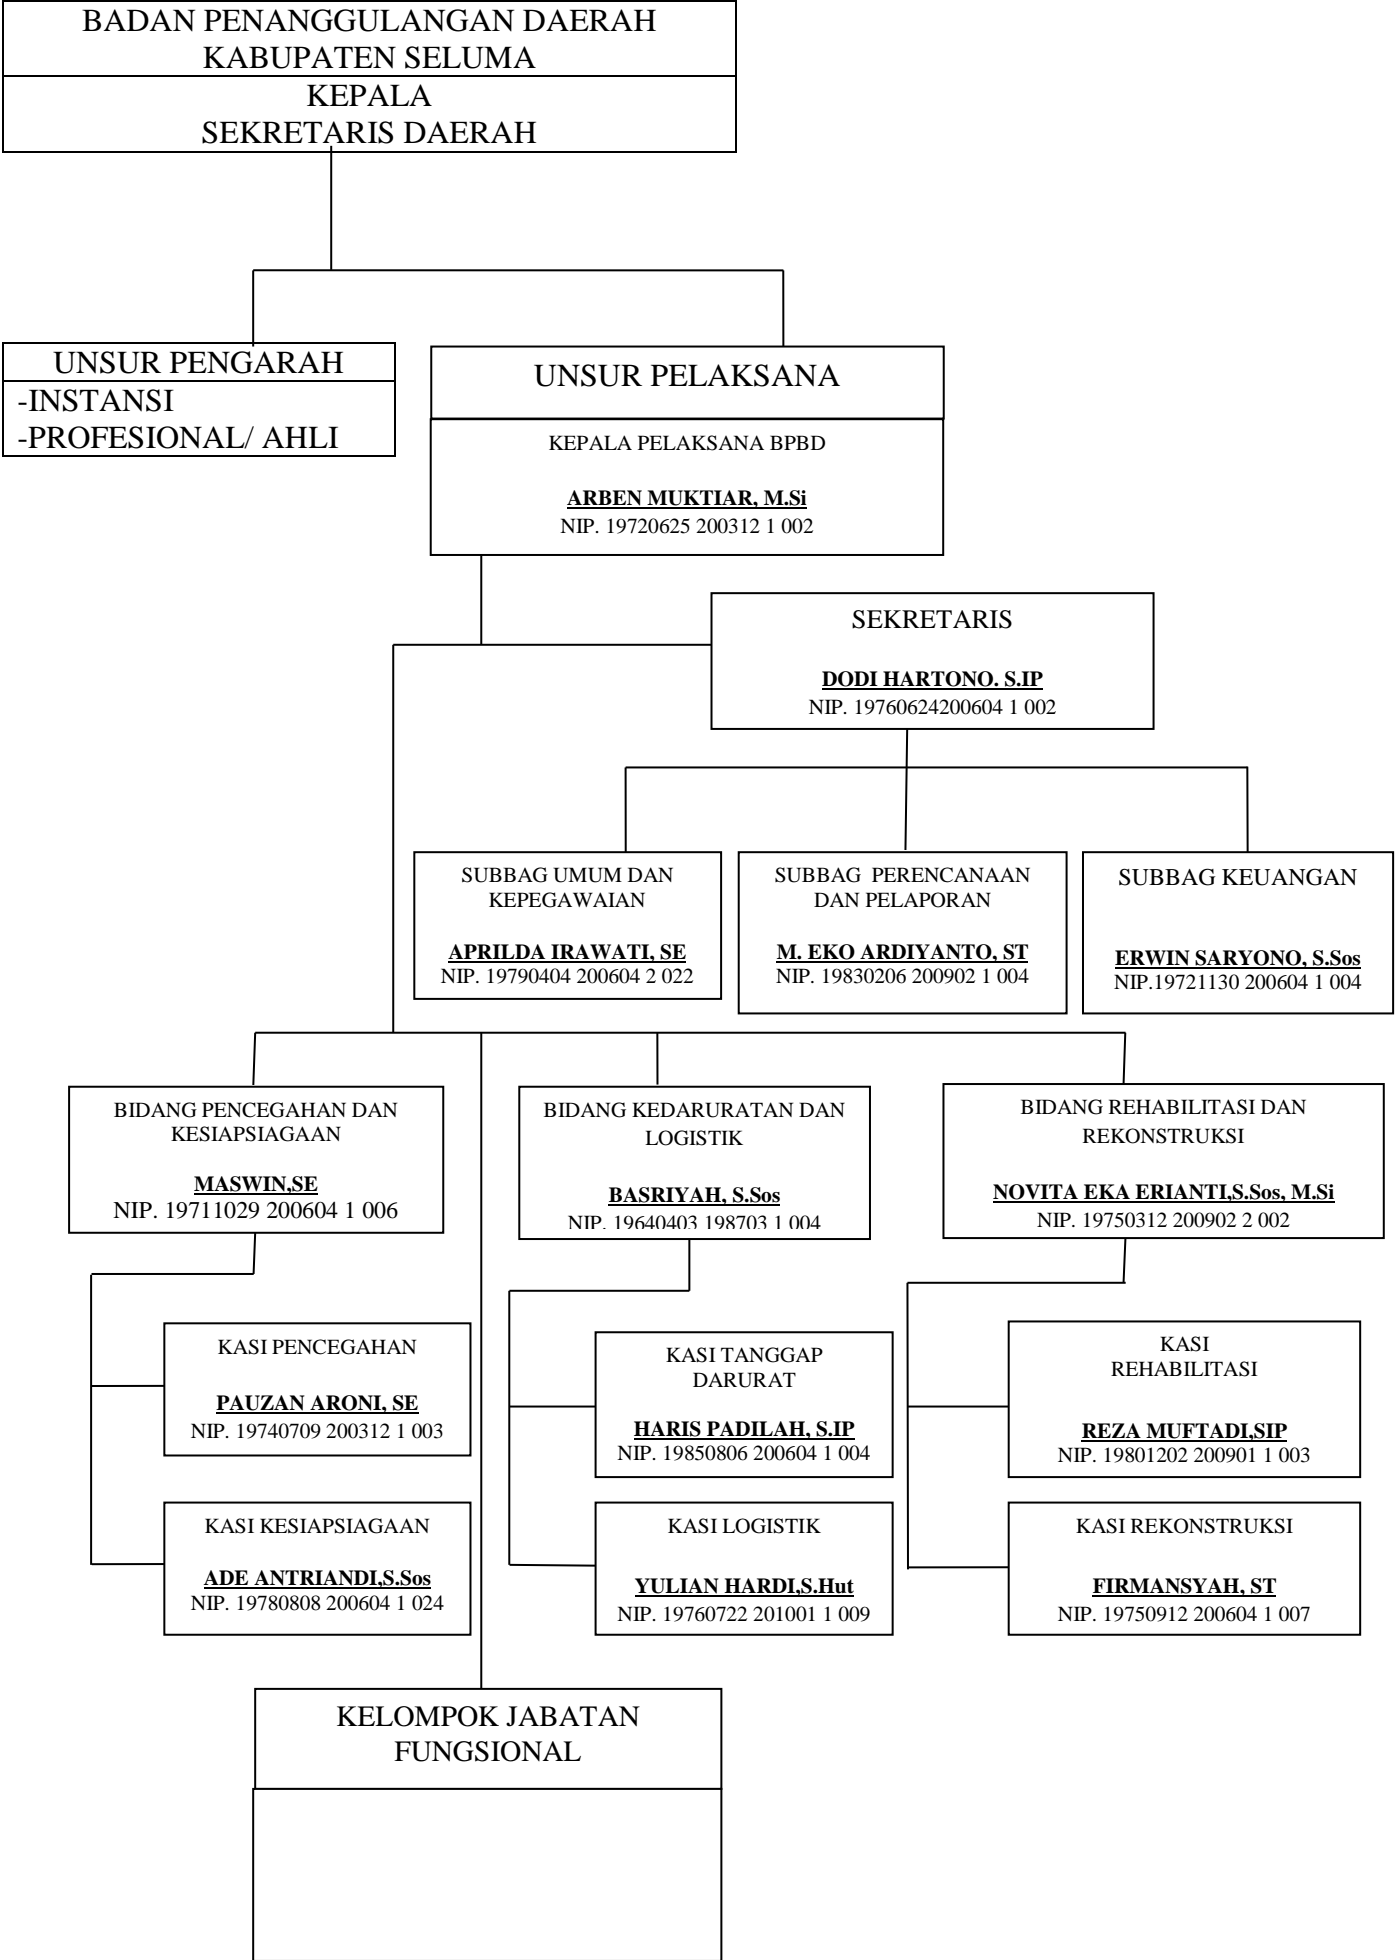 BADAN PENANGGULANGAN DAERAH
KABUPATEN SELUMA
KEPALA
SEKRETARIS DAERAH
UNSUR PENGARAH
-INSTANSI
-PROFESIONAL/ AHLI
UNSUR PELAKSANA
KEPALA PELAKSANA BPBD
ARBEN MUKTIAR, M.Si
NIP. 19720625 200312 1 002
SEKRETARIS
DODI HARTONO. S.IP
NIP. 19760624200604 1 002
SUBBAG UMUM DAN
KEPEGAWAIAN
APRILDA IRAWATI, SE
NIP. 19790404 200604 2 022
SUBBAG  PERENCANAAN
DAN PELAPORAN
M. EKO ARDIYANTO, ST
NIP. 19830206 200902 1 004
SUBBAG KEUANGAN
ERWIN SARYONO, S.Sos
NIP.19721130 200604 1 004
BIDANG PENCEGAHAN DAN
KESIAPSIAGAAN
MASWIN,SE
NIP. 19711029 200604 1 006
BIDANG KEDARURATAN DAN
LOGISTIK
BASRIYAH, S.Sos
NIP. 19640403 198703 1 004
BIDANG REHABILITASI DAN
REKONSTRUKSI
NOVITA EKA ERIANTI,S.Sos, M.Si
NIP. 19750312 200902 2 002
KASI PENCEGAHAN
PAUZAN ARONI, SE
NIP. 19740709 200312 1 003
KASI TANGGAP
DARURAT
HARIS PADILAH, S.IP
NIP. 19850806 200604 1 004
KASI
REHABILITASI
REZA MUFTADI,SIP
NIP. 19801202 200901 1 003
KASI KESIAPSIAGAAN
ADE ANTRIANDI,S.Sos
NIP. 19780808 200604 1 024
KASI LOGISTIK
YULIAN HARDI,S.Hut
NIP. 19760722 201001 1 009
KASI REKONSTRUKSI
FIRMANSYAH, ST
NIP. 19750912 200604 1 007
KELOMPOK JABATAN
FUNGSIONAL